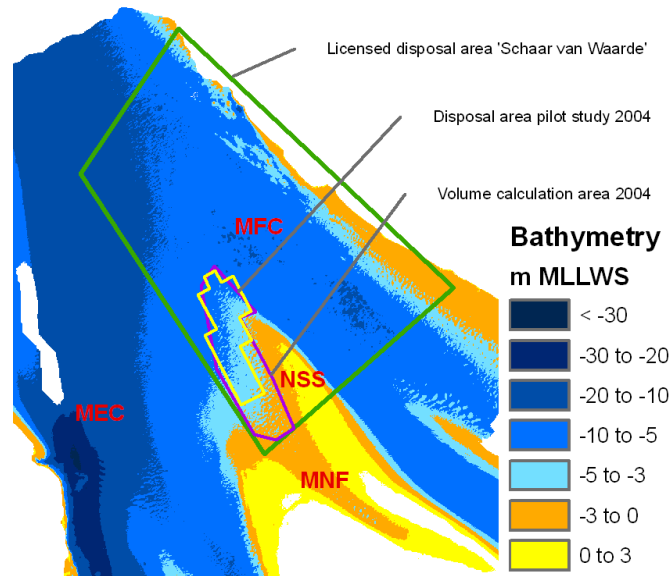 Licensed disposal area 'Schaar van Waarde'
Disposal area pilot study 2004
Volume calculation area 2004
MFC
NSS
MEC
MNF
Bathymetry
m MLLWS
< -30
-30 to -20
-20 to -10
-10 to -5
-5 to -3
-3 to 0
0 to 3